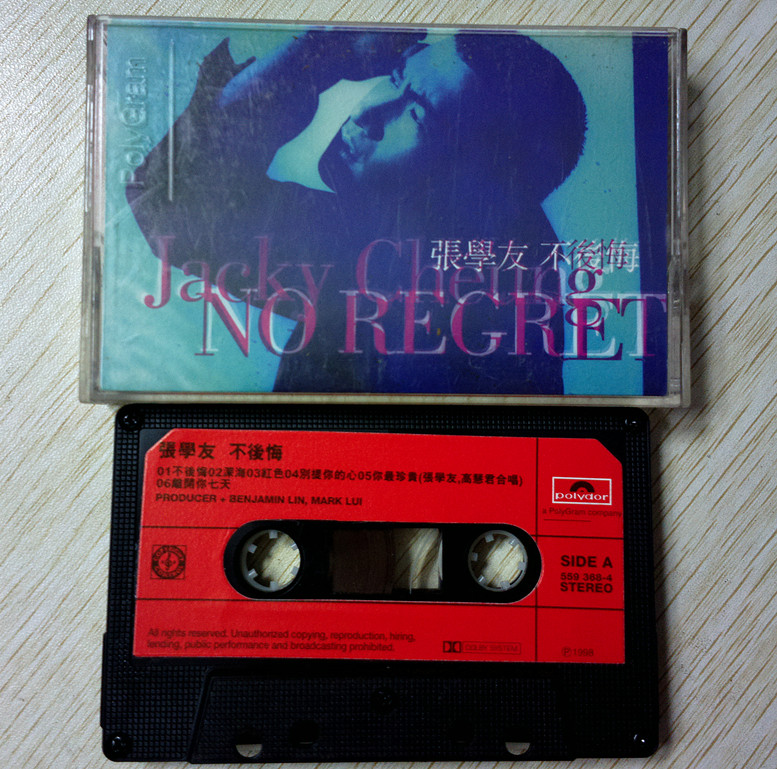 PolyGram
張學友 不後悔
Jacky Cheung
NO REGRET
張學友 不後悔
01不後悔02深海03紅色04別擾你的心05你最珍貴(張學友,高慧君合唱)
06離開你七天
PRODUCER + BENJAMIN LIN, MARK LUI
polydor
a PolyGram company
SIDE A
559 368-4
STEREO
All rights reserved. Unauthorized copying, reproduction, hiring,
lending, public performance and broadcasting prohibited.
DOLBY SYSTEM
℗1998